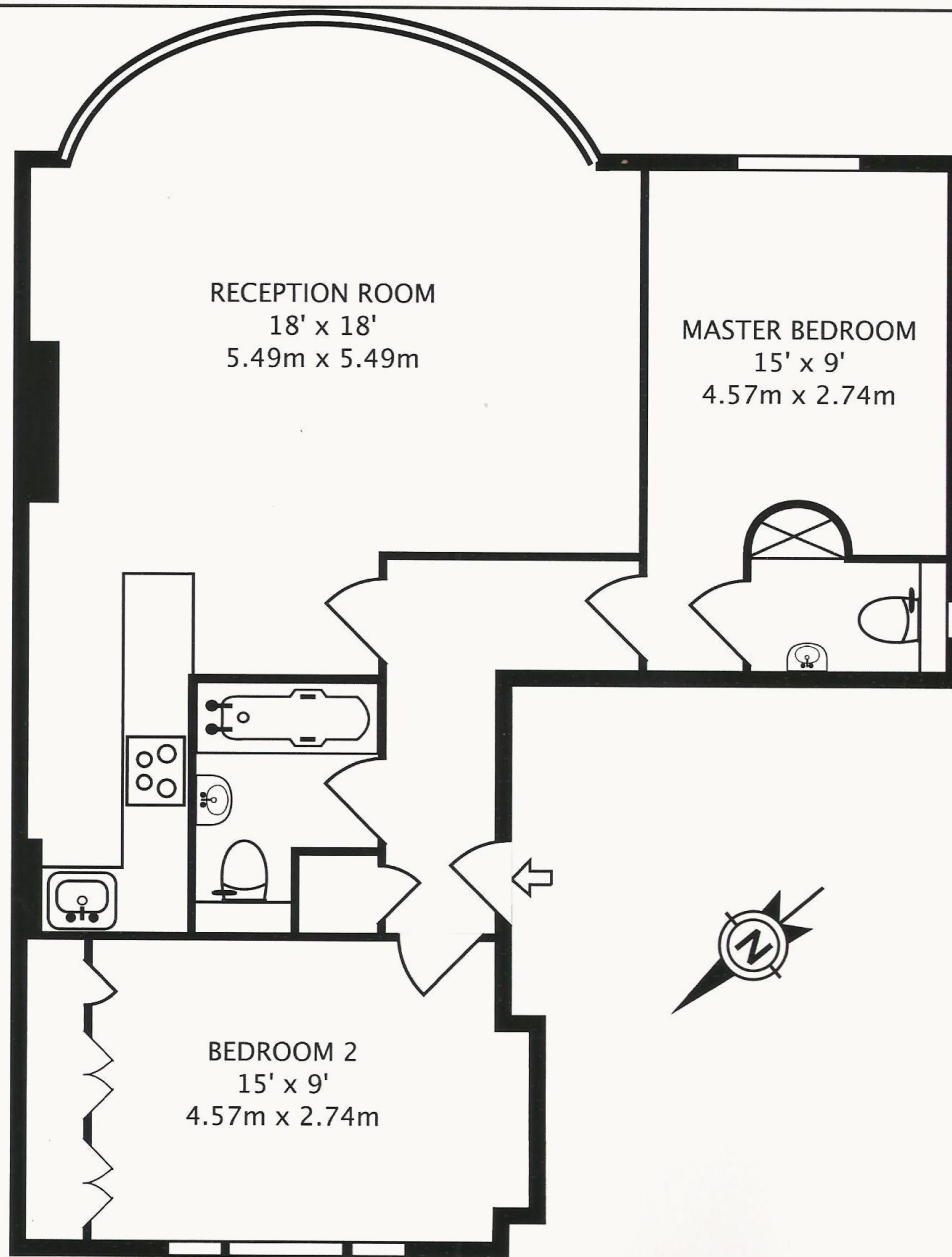 RECEPTION ROOM
18' x 18'
5.49m x 5.49m
MASTER BEDROOM
15' x 9'
4.57m x 2.74m
N
BEDROOM 2
15' x 9'
4.57m x 2.74m